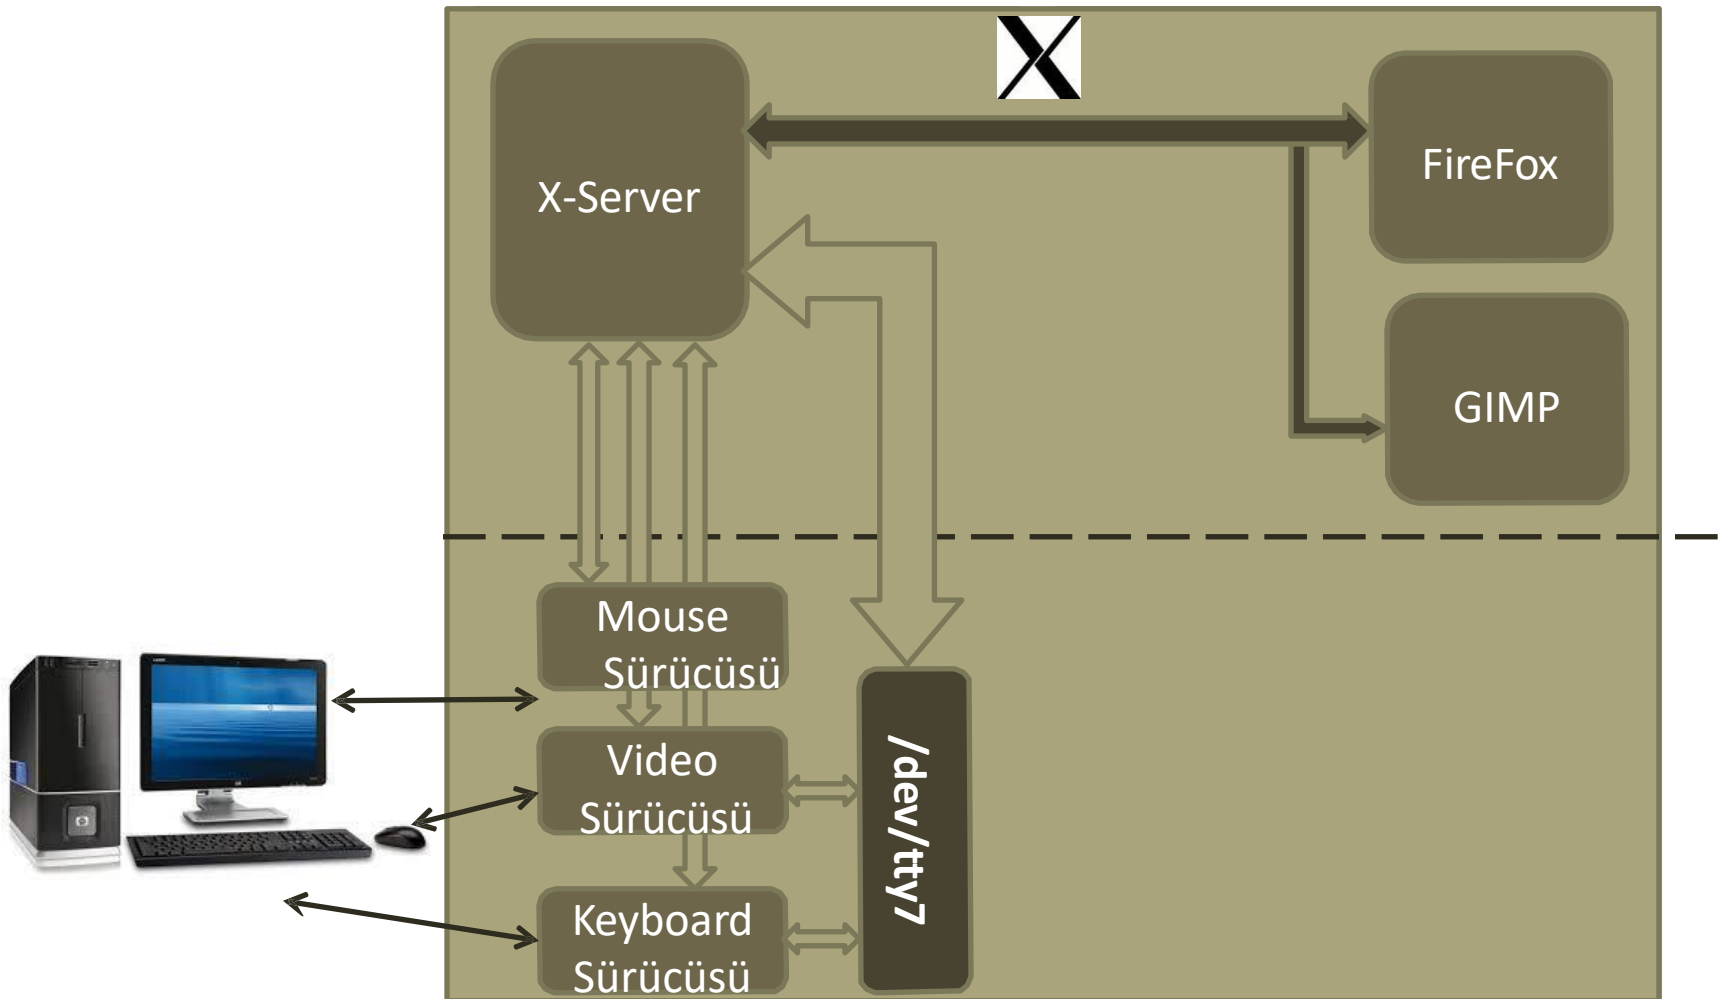 X
X-Server
FireFox
GIMP
Mouse
Sürücüsü
Video
Sürücüsü
/dev/tty7
Keyboard
Sürücüsü